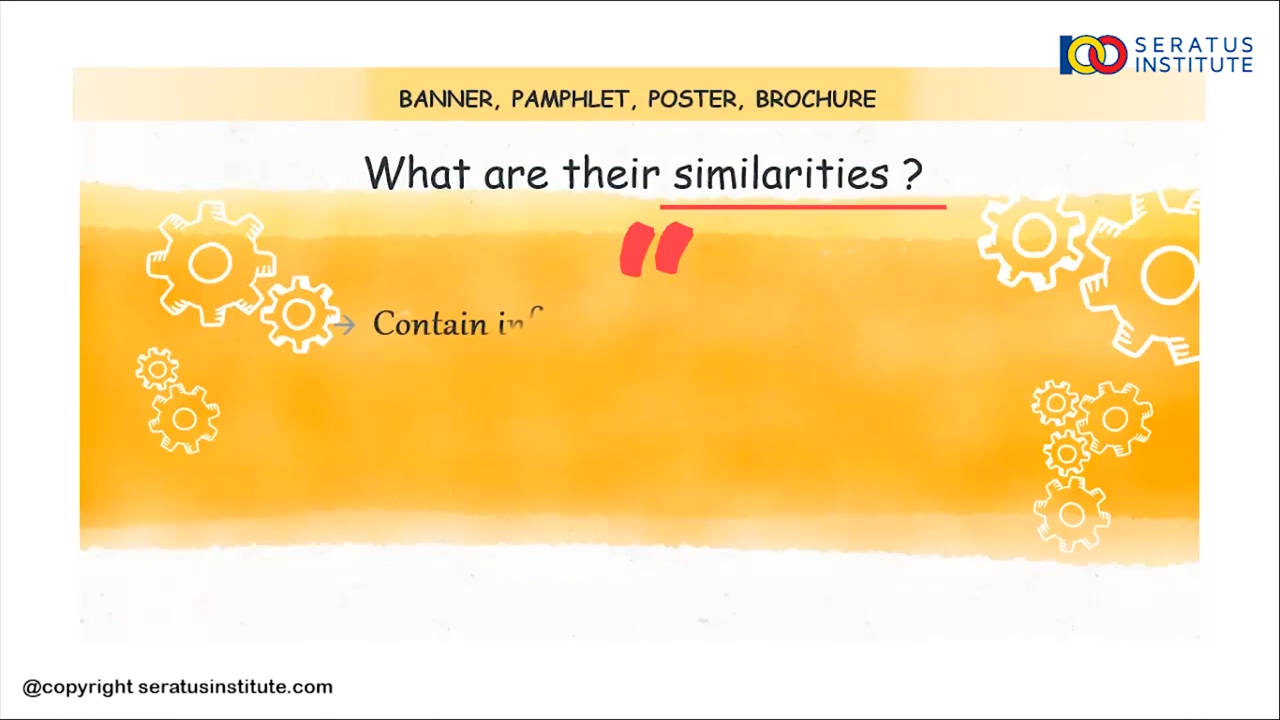 SERATUS
INSTITUTE
BANNER, PAMPHLET, POSTER, BROCHURE
What are their similarities ?
Contain
@copyright seratusinstitute.com